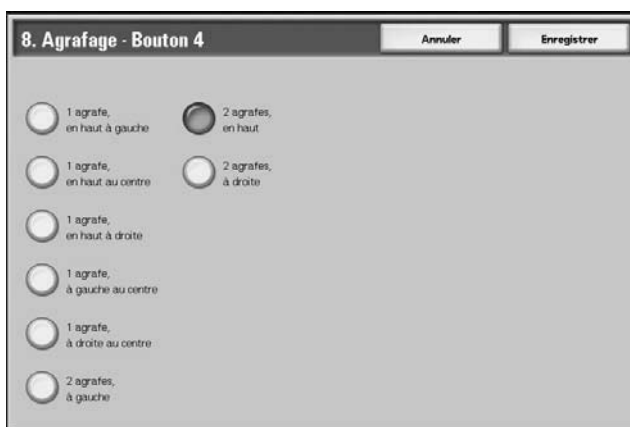 8. Agrafage - Bouton 4
Annuler
Enregistrer
1 agrafe,
en haut à gauche
1 agrafe,
en haut au centre
1 agrafe,
en haut à droite
1 agrafe,
à gauche au centre
1 agrafe,
à droite au centre
2 agrafes,
à gauche
2 agrafes,
en haut
2 agrafes,
à droite